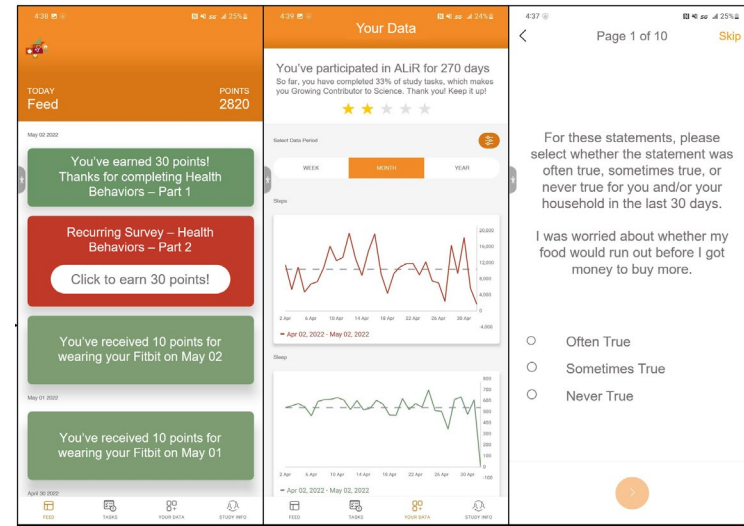 4:38
25%
TODAY
Feed
POINTS
2820
May 02 2022
You've earned 30 points!
Thanks for completing Health
Behaviors – Part 1
Recurring Survey – Health
Behaviors – Part 2
Click to earn 30 points!
You've received 10 points for
wearing your Fitbit on May 02
May 01 2022
You've received 10 points for
wearing your Fitbit on May 01
April 30 2022
FEED
TASKS
YOUR DATA
STUDY INFO
4:39
24%
Your Data
You've participated in ALiR for 270 days
So far, you have completed 33% of study tasks, which makes
you Growing Contributor to Science. Thank you! Keep it up!
Select Data Period
WEEK
MONTH
YEAR
Steps
20,000
16,000
12,000
8,000
4,000
0
-4,000
2 Apr 6 Apr 10 Apr 14 Apr 18 Apr 22 Apr 26 Apr 30 Apr
Apr 02, 2022 - May 02, 2022
Sleep
800
700
600
500
400
300
200
100
0
-100
2 Apr 6 Apr 10 Apr 14 Apr 18 Apr 22 Apr 26 Apr 30 Apr
Apr 02, 2022 - May 02, 2022
FEED
TASKS
YOUR DATA
STUDY INFO
4:37
25%
Page 1 of 10
Skip
For these statements, please
select whether the statement was
often true, sometimes true, or
never true for you and/or your
household in the last 30 days.
I was worried about whether my
food would run out before I got
money to buy more.
Often True
Sometimes True
Never True